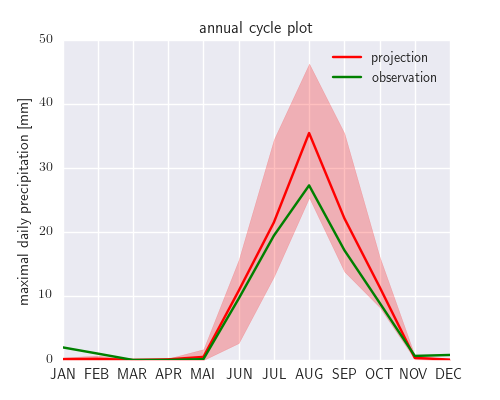 annual cycle plot
maximal daily precipitation [mm]
50
40
30
20
10
0
projection
observation
JAN FEB MAR APR MAI JUN JUL AUG SEP OCT NOV DEC